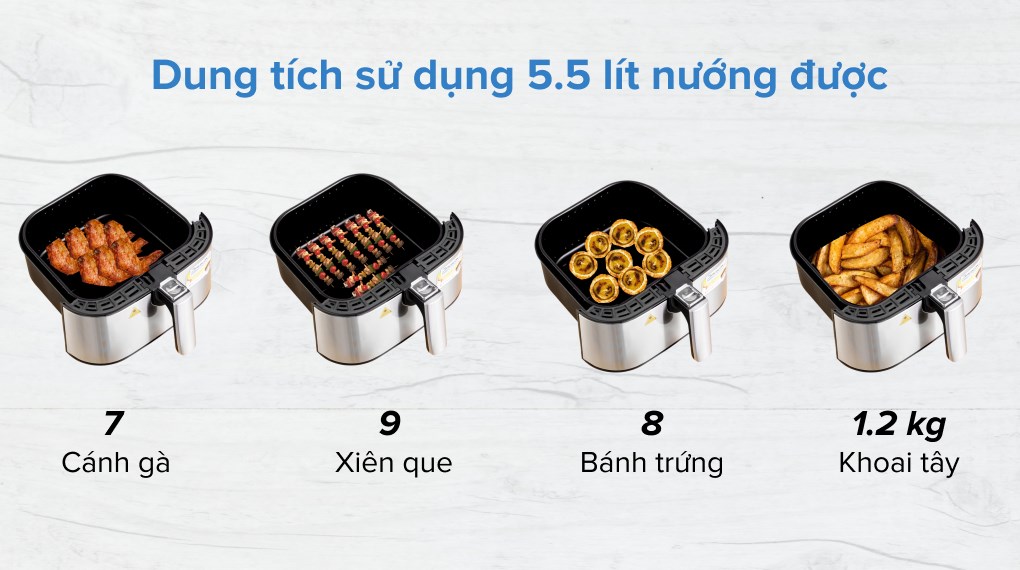 Dung tích sử dụng 5.5 lít nướng được
7
Cánh gà
9
Xiên que
8
Bánh trứng
1.2 kg
Khoai tây